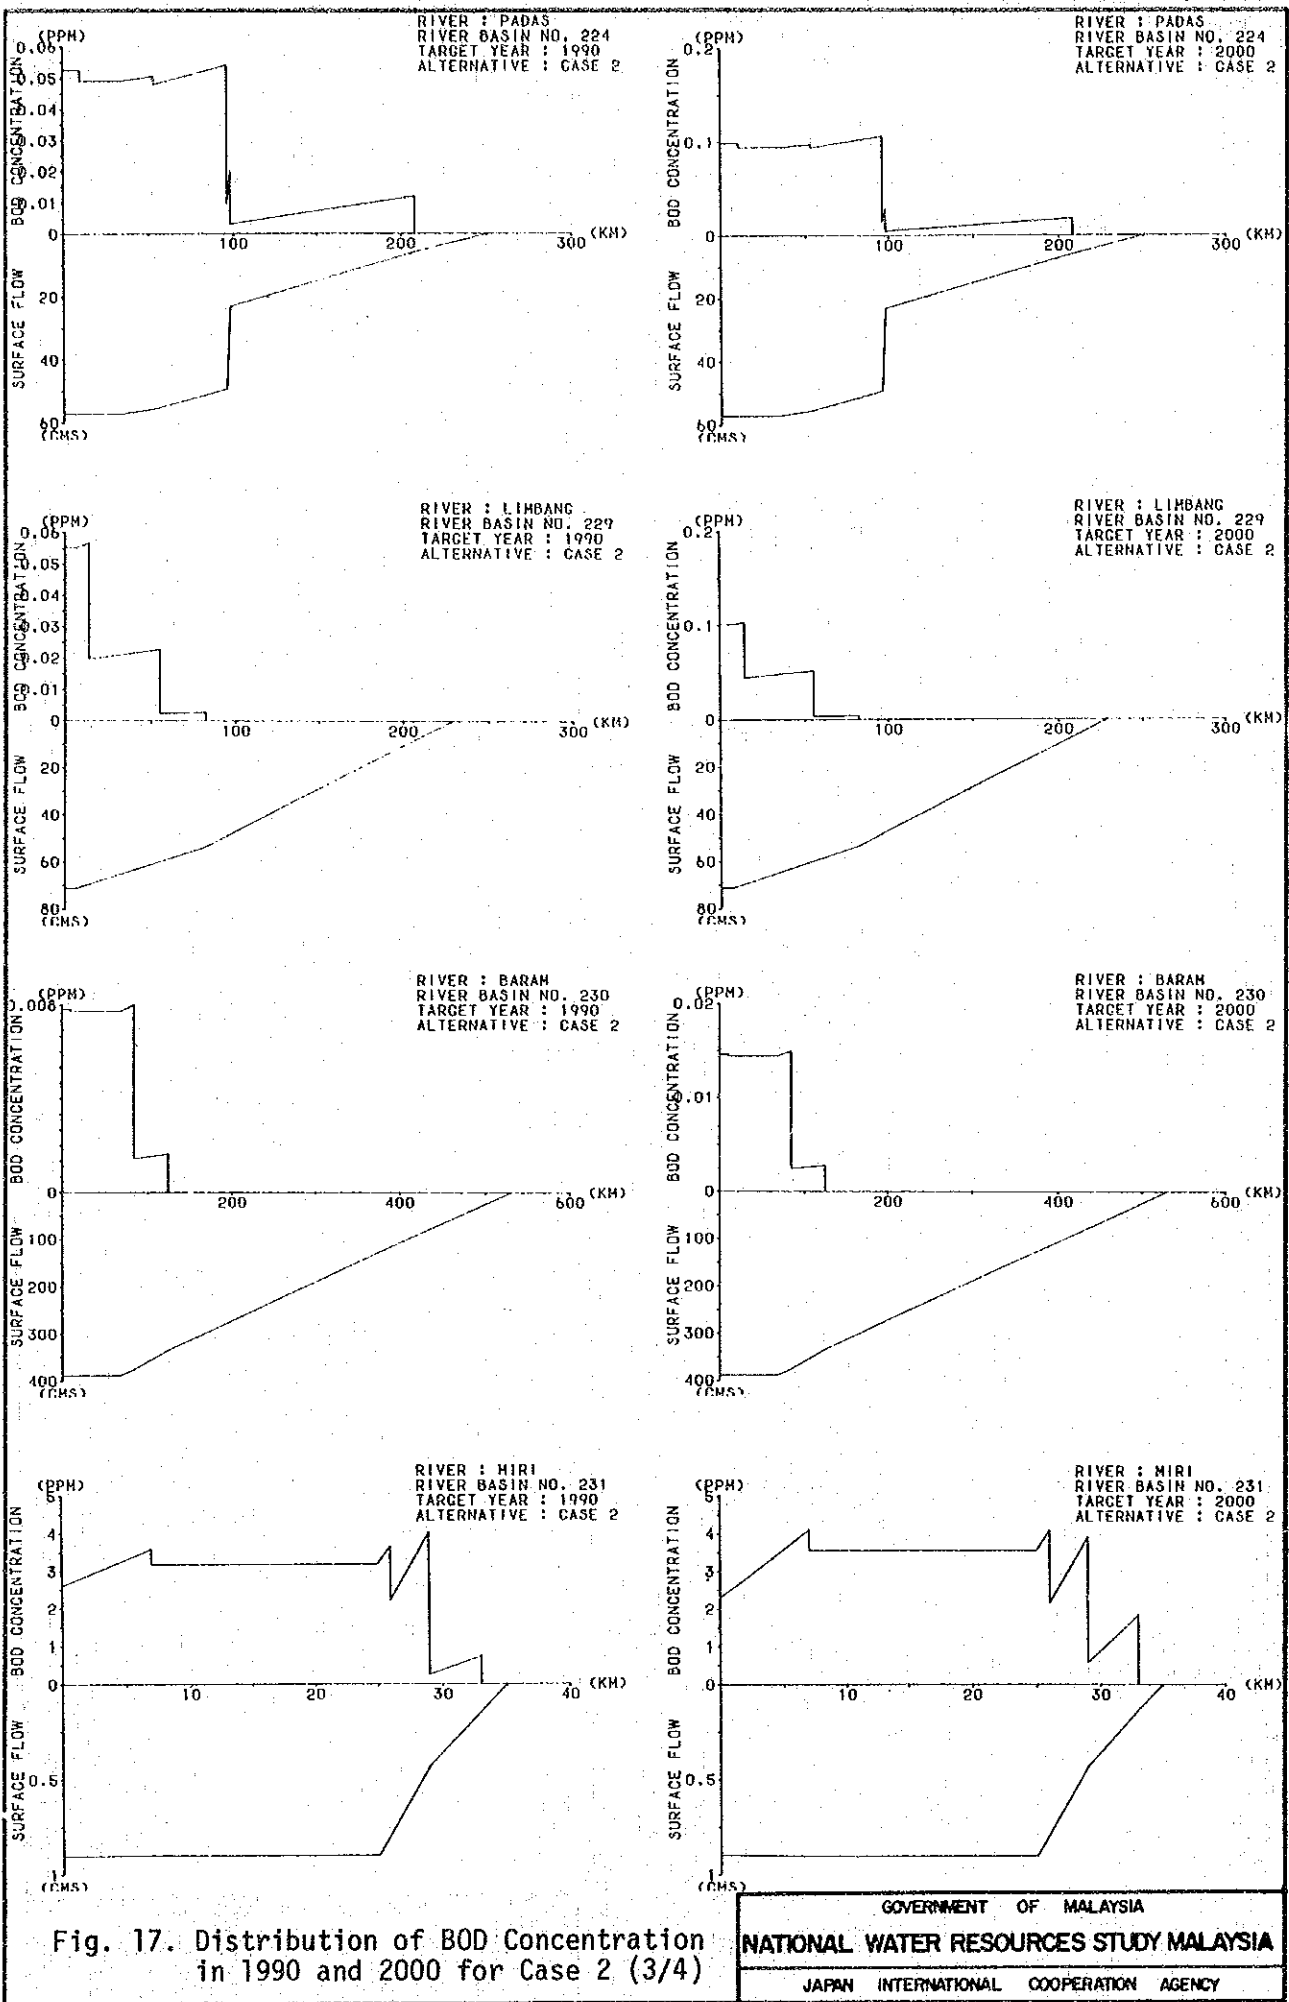 RIVER : PADAS
RIVER BASIN NO. 224
TARGET YEAR : 1990
ALTERNATIVE : CASE 2
(PPM)
0.06
0.05
0.04
0.03
0.02
0.01
0
BOD CONCENTRATION
100
200
300
(KM)
SURFACE FLOW
20
40
60
(CMS)
RIVER : PADAS
RIVER BASIN NO. 224
TARGET YEAR : 2000
ALTERNATIVE : CASE 2
(PPM)
0.2
0.1
0
BOD CONCENTRATION
100
200
300
(KM)
SURFACE FLOW
20
40
60
(CMS)
RIVER : LIMBANG
RIVER BASIN NO. 229
TARGET YEAR : 1990
ALTERNATIVE : CASE 2
(PPM)
0.06
0.05
0.04
0.03
0.02
0.01
0
BOD CONCENTRATION
100
200
300
(KM)
SURFACE FLOW
20
40
60
80
(CMS)
RIVER : LIMBANG
RIVER BASIN NO. 229
TARGET YEAR : 2000
ALTERNATIVE : CASE 2
(PPM)
0.2
0.1
0
BOD CONCENTRATION
100
200
300
(KM)
SURFACE FLOW
20
40
60
80
(CMS)
RIVER : BARAM
RIVER BASIN NO. 230
TARGET YEAR : 1990
ALTERNATIVE : CASE 2
(PPM)
0.008
0
BOD CONCENTRATION
200
400
600
(KM)
SURFACE FLOW
100
200
300
400
(CMS)
RIVER : BARAM
RIVER BASIN NO. 230
TARGET YEAR : 2000
ALTERNATIVE : CASE 2
(PPM)
0.02
0.01
0
BOD CONCENTRATION
200
400
600
(KM)
SURFACE FLOW
100
200
300
400
(CMS)
RIVER : MIRI
RIVER BASIN NO. 231
TARGET YEAR : 1990
ALTERNATIVE : CASE 2
(PPM)
5
4
3
2
1
0
BOD CONCENTRATION
10
20
30
40
(KM)
SURFACE FLOW
0.5
1
(CMS)
RIVER : MIRI
RIVER BASIN NO. 231
TARGET YEAR : 2000
ALTERNATIVE : CASE 2
(PPM)
5
4
3
2
1
0
BOD CONCENTRATION
10
20
30
40
(KM)
SURFACE FLOW
0.5
1
(CMS)
Fig. 17. Distribution of BOD Concentration
in 1990 and 2000 for Case 2 (3/4)
GOVERNMENT OF MALAYSIA
NATIONAL WATER RESOURCES STUDY MALAYSIA
JAPAN INTERNATIONAL COOPERATION AGENCY